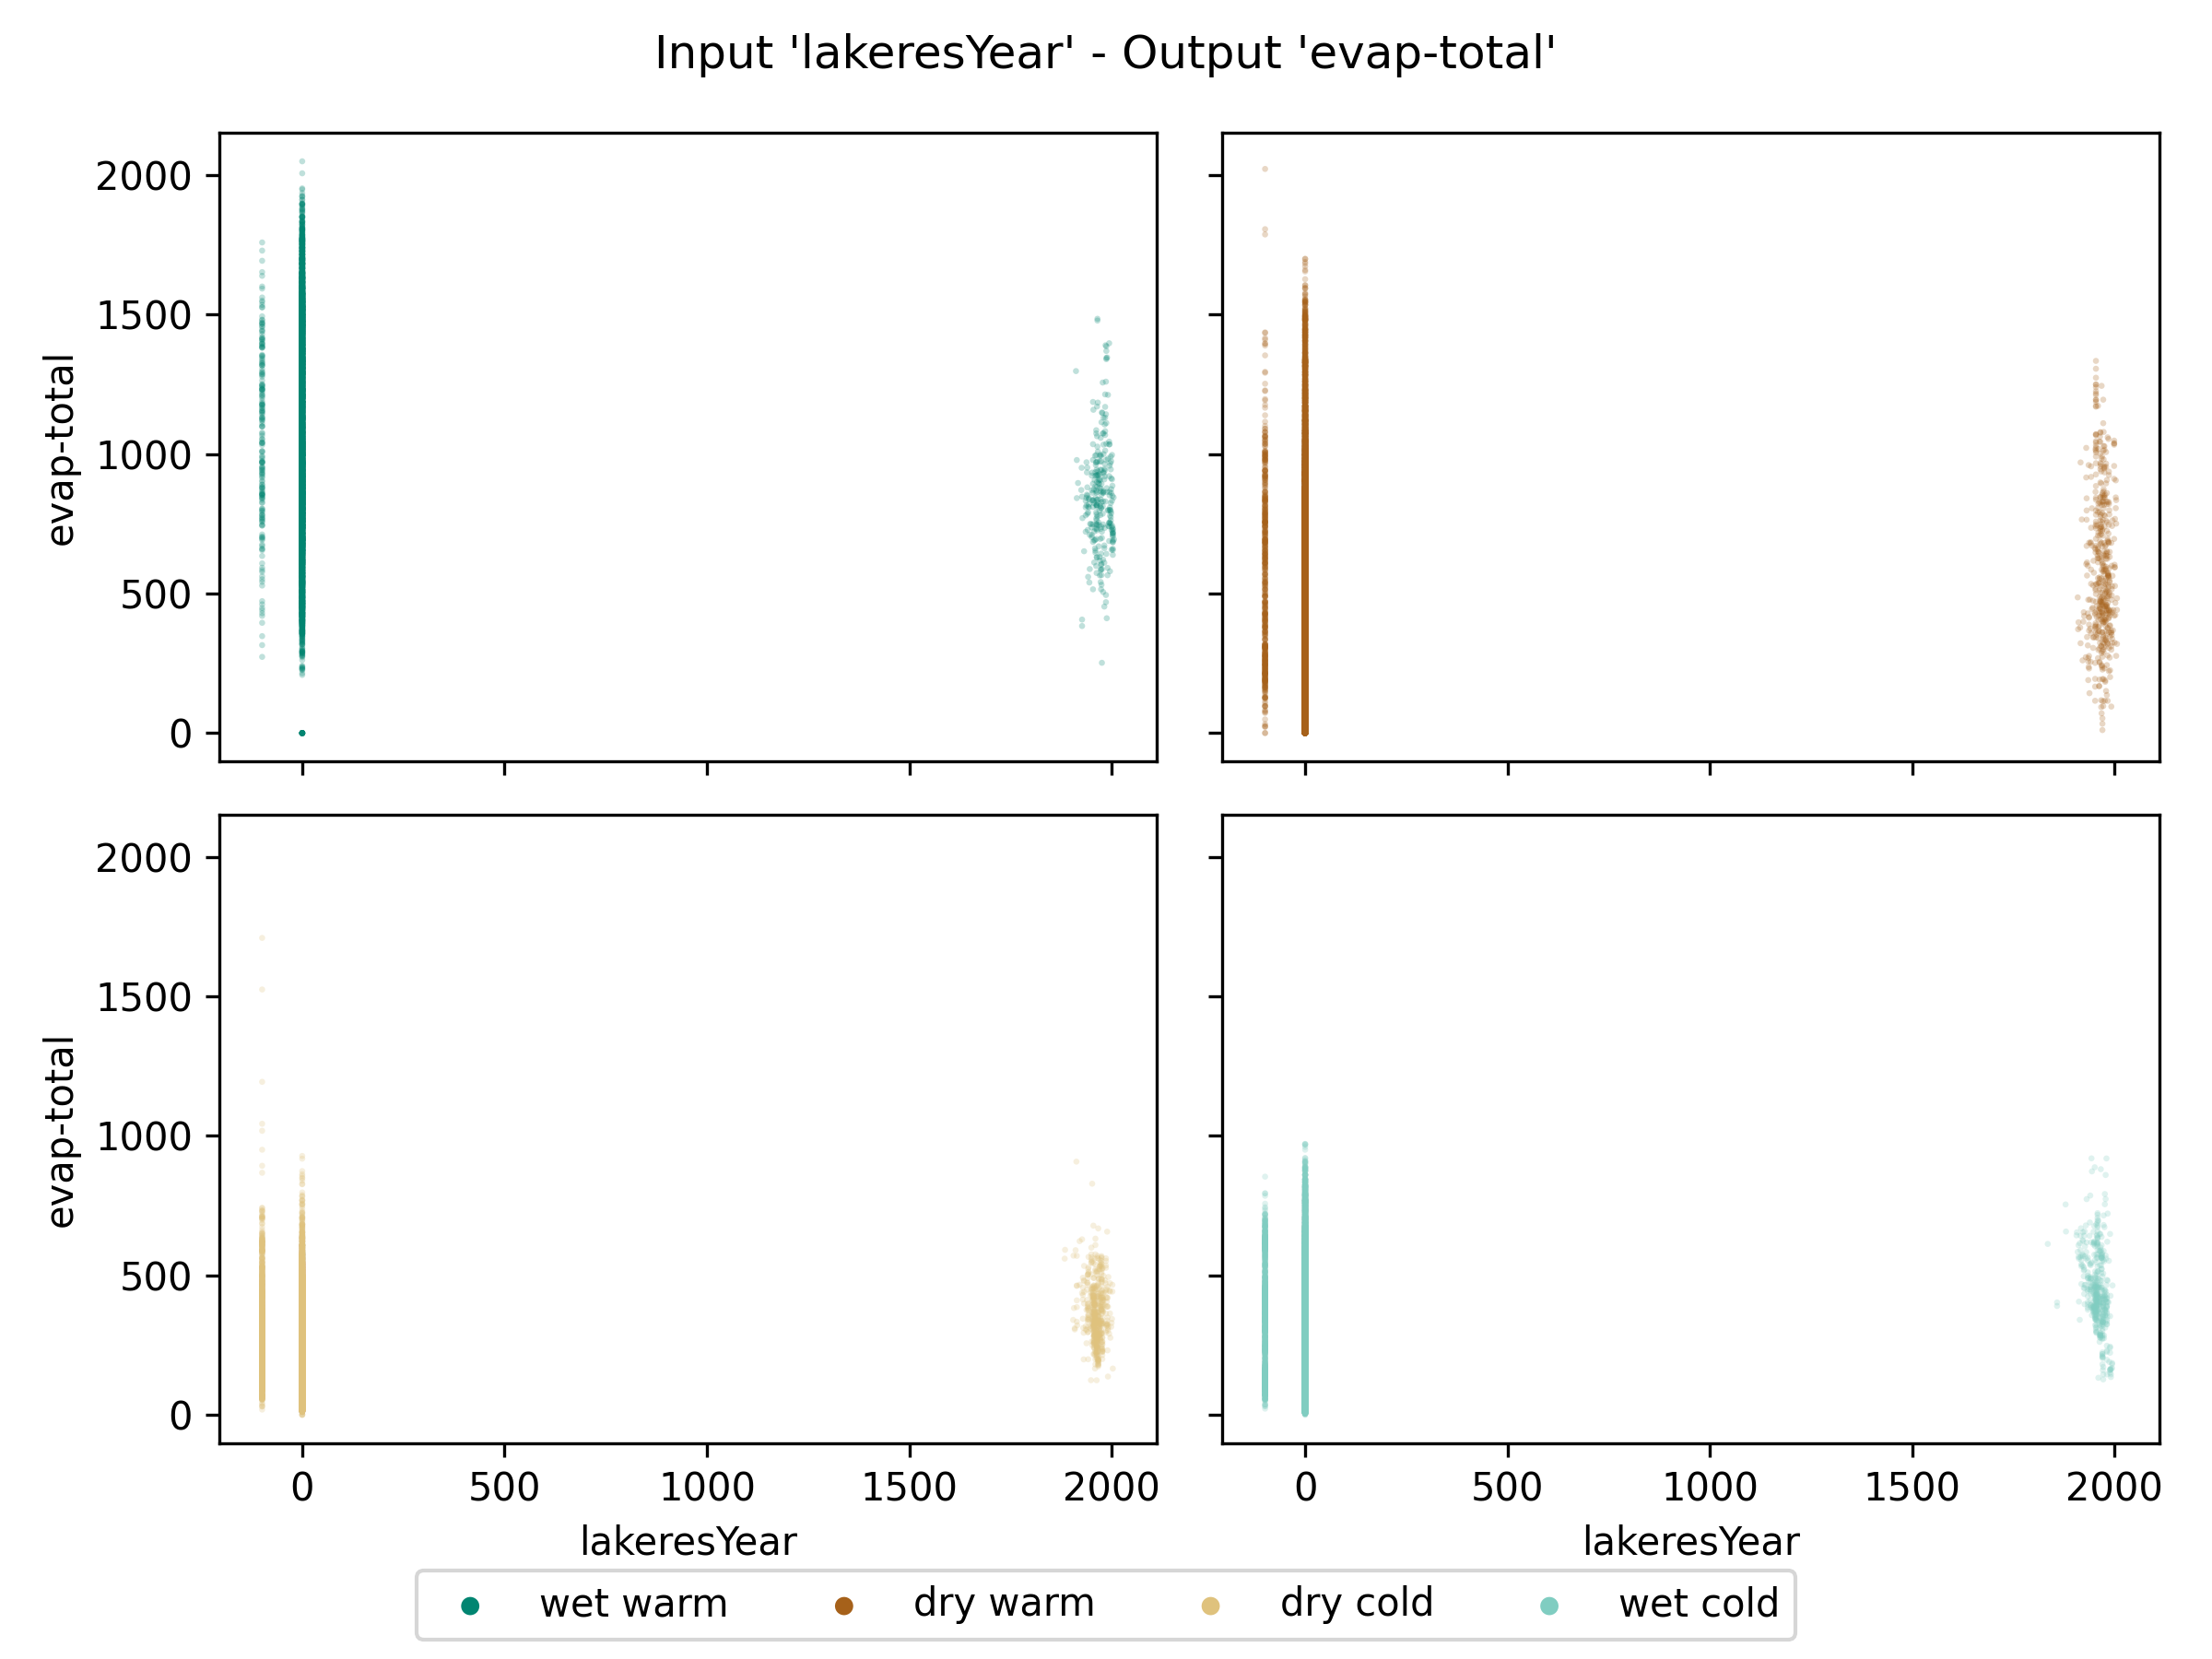 Input 'lakeresYear' - Output 'evap-total'
2000
1500
1000
500
0
evap-total
2000
1500
1000
500
0
evap-total
0 500 1000 1500 2000
0 500 1000 1500 2000
lakeresYear
lakeresYear
wet warm dry warm dry cold wet cold